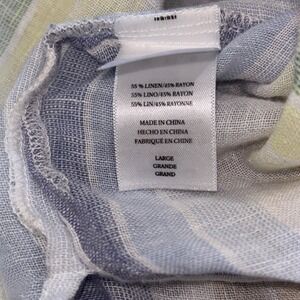 55 % LINEN/45% RAYON
55% LINO/45% RAYON
55% LIN/45% RAYONNE
MADE IN CHINA
HECHO EN CHINA
FABRIQUÉ EN CHINE
LARGE
GRANDE
GRAND